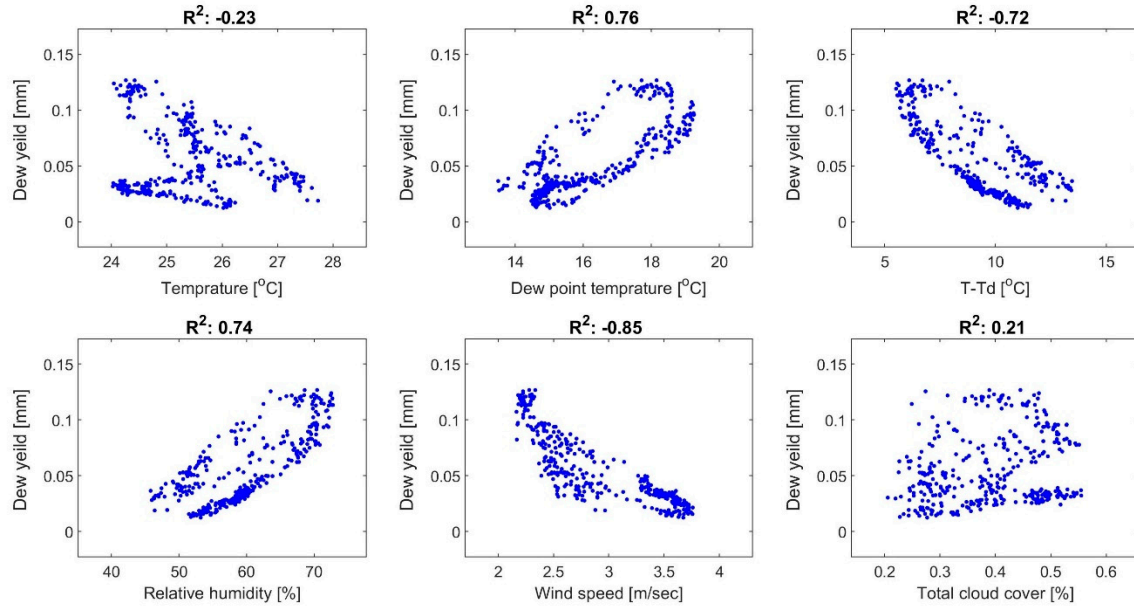 R²: -0.23
Dew yeild [mm]
0.15
0.1
0.05
0
24 25 26 27 28
Temprature [°C]
R²: 0.76
Dew yeild [mm]
0.15
0.1
0.05
0
14 16 18 20
Dew point temprature [°C]
R²: -0.72
Dew yeild [mm]
0.15
0.1
0.05
0
5 10 15
T-Td [°C]
R²: 0.74
Dew yeild [mm]
0.15
0.1
0.05
0
40 50 60 70
Relative humidity [%]
R²: -0.85
Dew yeild [mm]
0.15
0.1
0.05
0
2 2.5 3 3.5 4
Wind speed [m/sec]
R²: 0.21
Dew yeild [mm]
0.15
0.1
0.05
0
0.2 0.3 0.4 0.5 0.6
Total cloud cover [%]